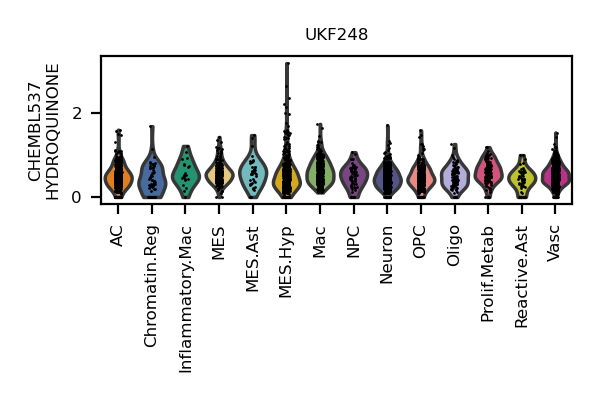 UKF248
CHEMBL537
HYDROQUINONE
2
0
AC
Chromatin.Reg
Inflammatory.Mac
MES
MES.Ast
MES.Hyp
Mac
NPC
Neuron
OPC
Oligo
Prolif.Metab
Reactive.Ast
Vasc